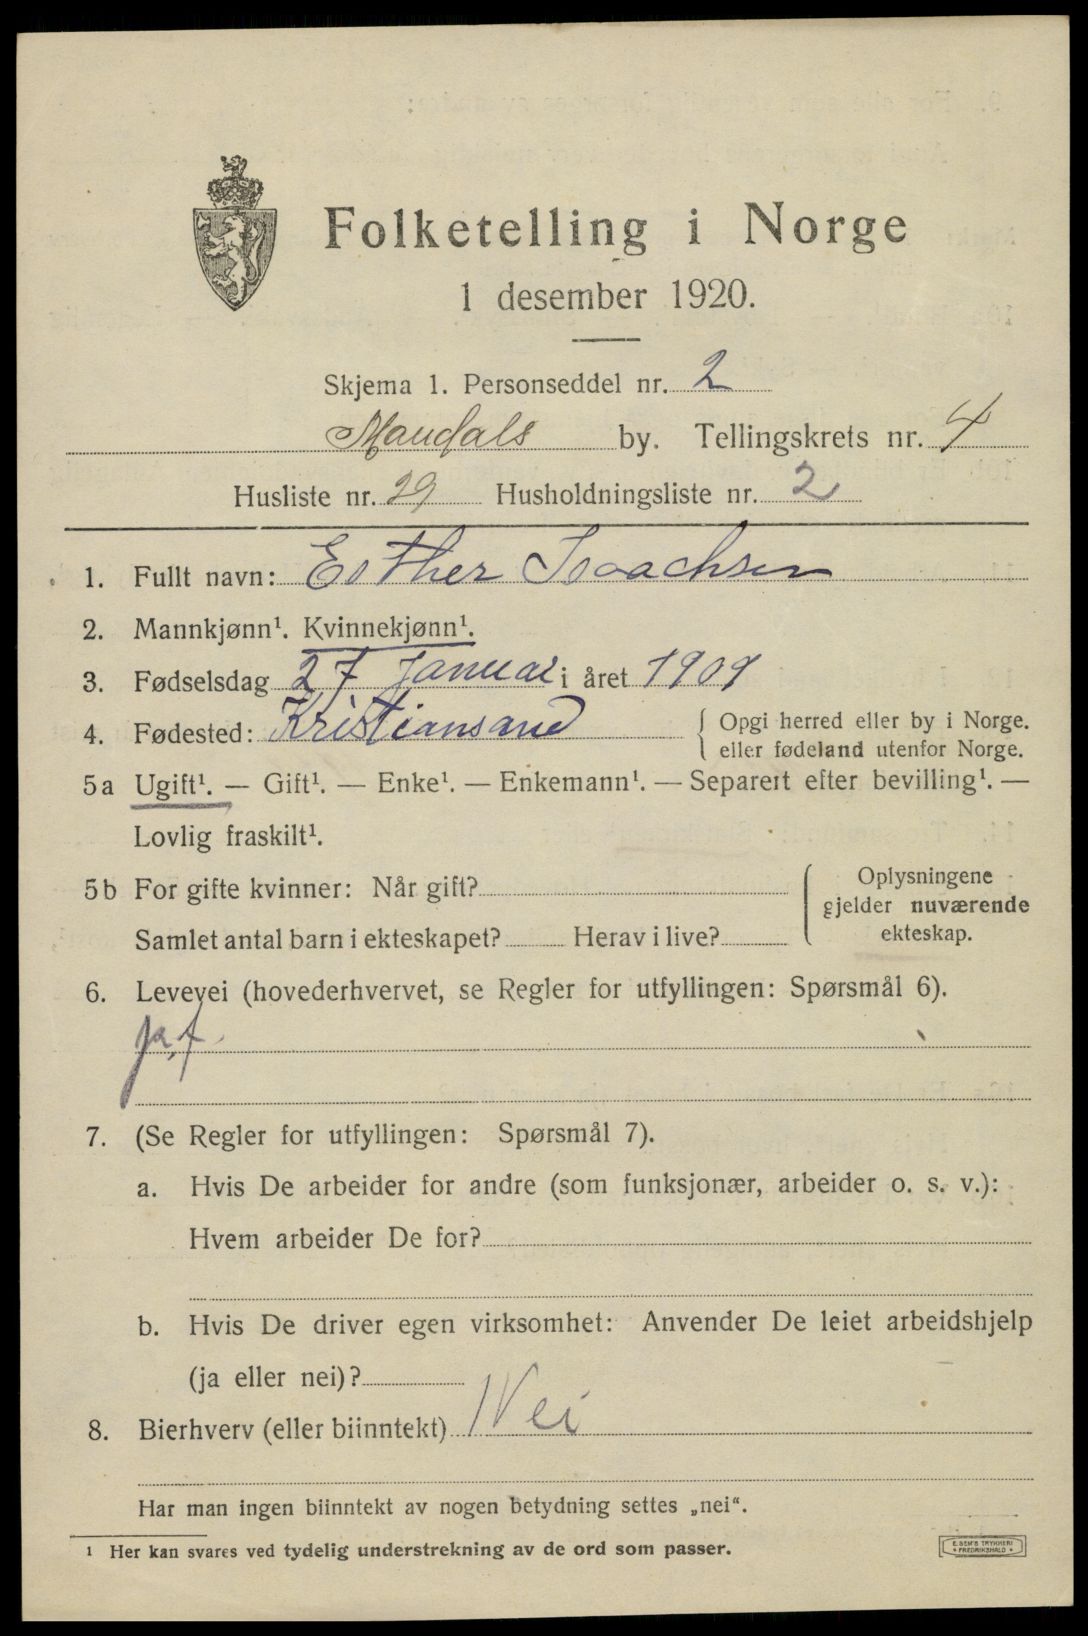 Folketelling i Norge
1 desember 1920.
Skjema 1. Personseddel nr. 2
Mandals by. Tellingskrets nr. 4
Husliste nr. 29 Husholdningsliste nr. 2
1. Fullt navn: Esther Isaachsen
2. Mannkjønn¹. Kvinnekjønn¹.
3. Fødselsdag 27 Januar i året 1909
4. Fødested: Kristiansand { Opgi herred eller by i Norge.
eller fødeland utenfor Norge.
5a Ugift¹. — Gift¹. — Enke¹. — Enkemann¹. — Separert efter bevilling¹. —
Lovlig fraskilt¹.
5b For gifte kvinner: Når gift?
Samlet antal barn i ekteskapet? Herav i live?
Oplysningene
gjelder nuværende
ekteskap.
6. Levevei (hovederhvervet, se Regler for utfyllingen: Spørsmål 6).
7. (Se Regler for utfyllingen: Spørsmål 7).
a. Hvis De arbeider for andre (som funksjonær, arbeider o. s. v.):
Hvem arbeider De for?
b. Hvis De driver egen virksomhet: Anvender De leiet arbeidshjelp
(ja eller nei)?
8. Bierhverv (eller biinntekt) Nei
Har man ingen biinntekt av nogen betydning settes „nei“.
¹ Her kan svares ved tydelig understrekning av de ord som passer.
E. SEM'S TRYKKERI
FREDRIKSHALD